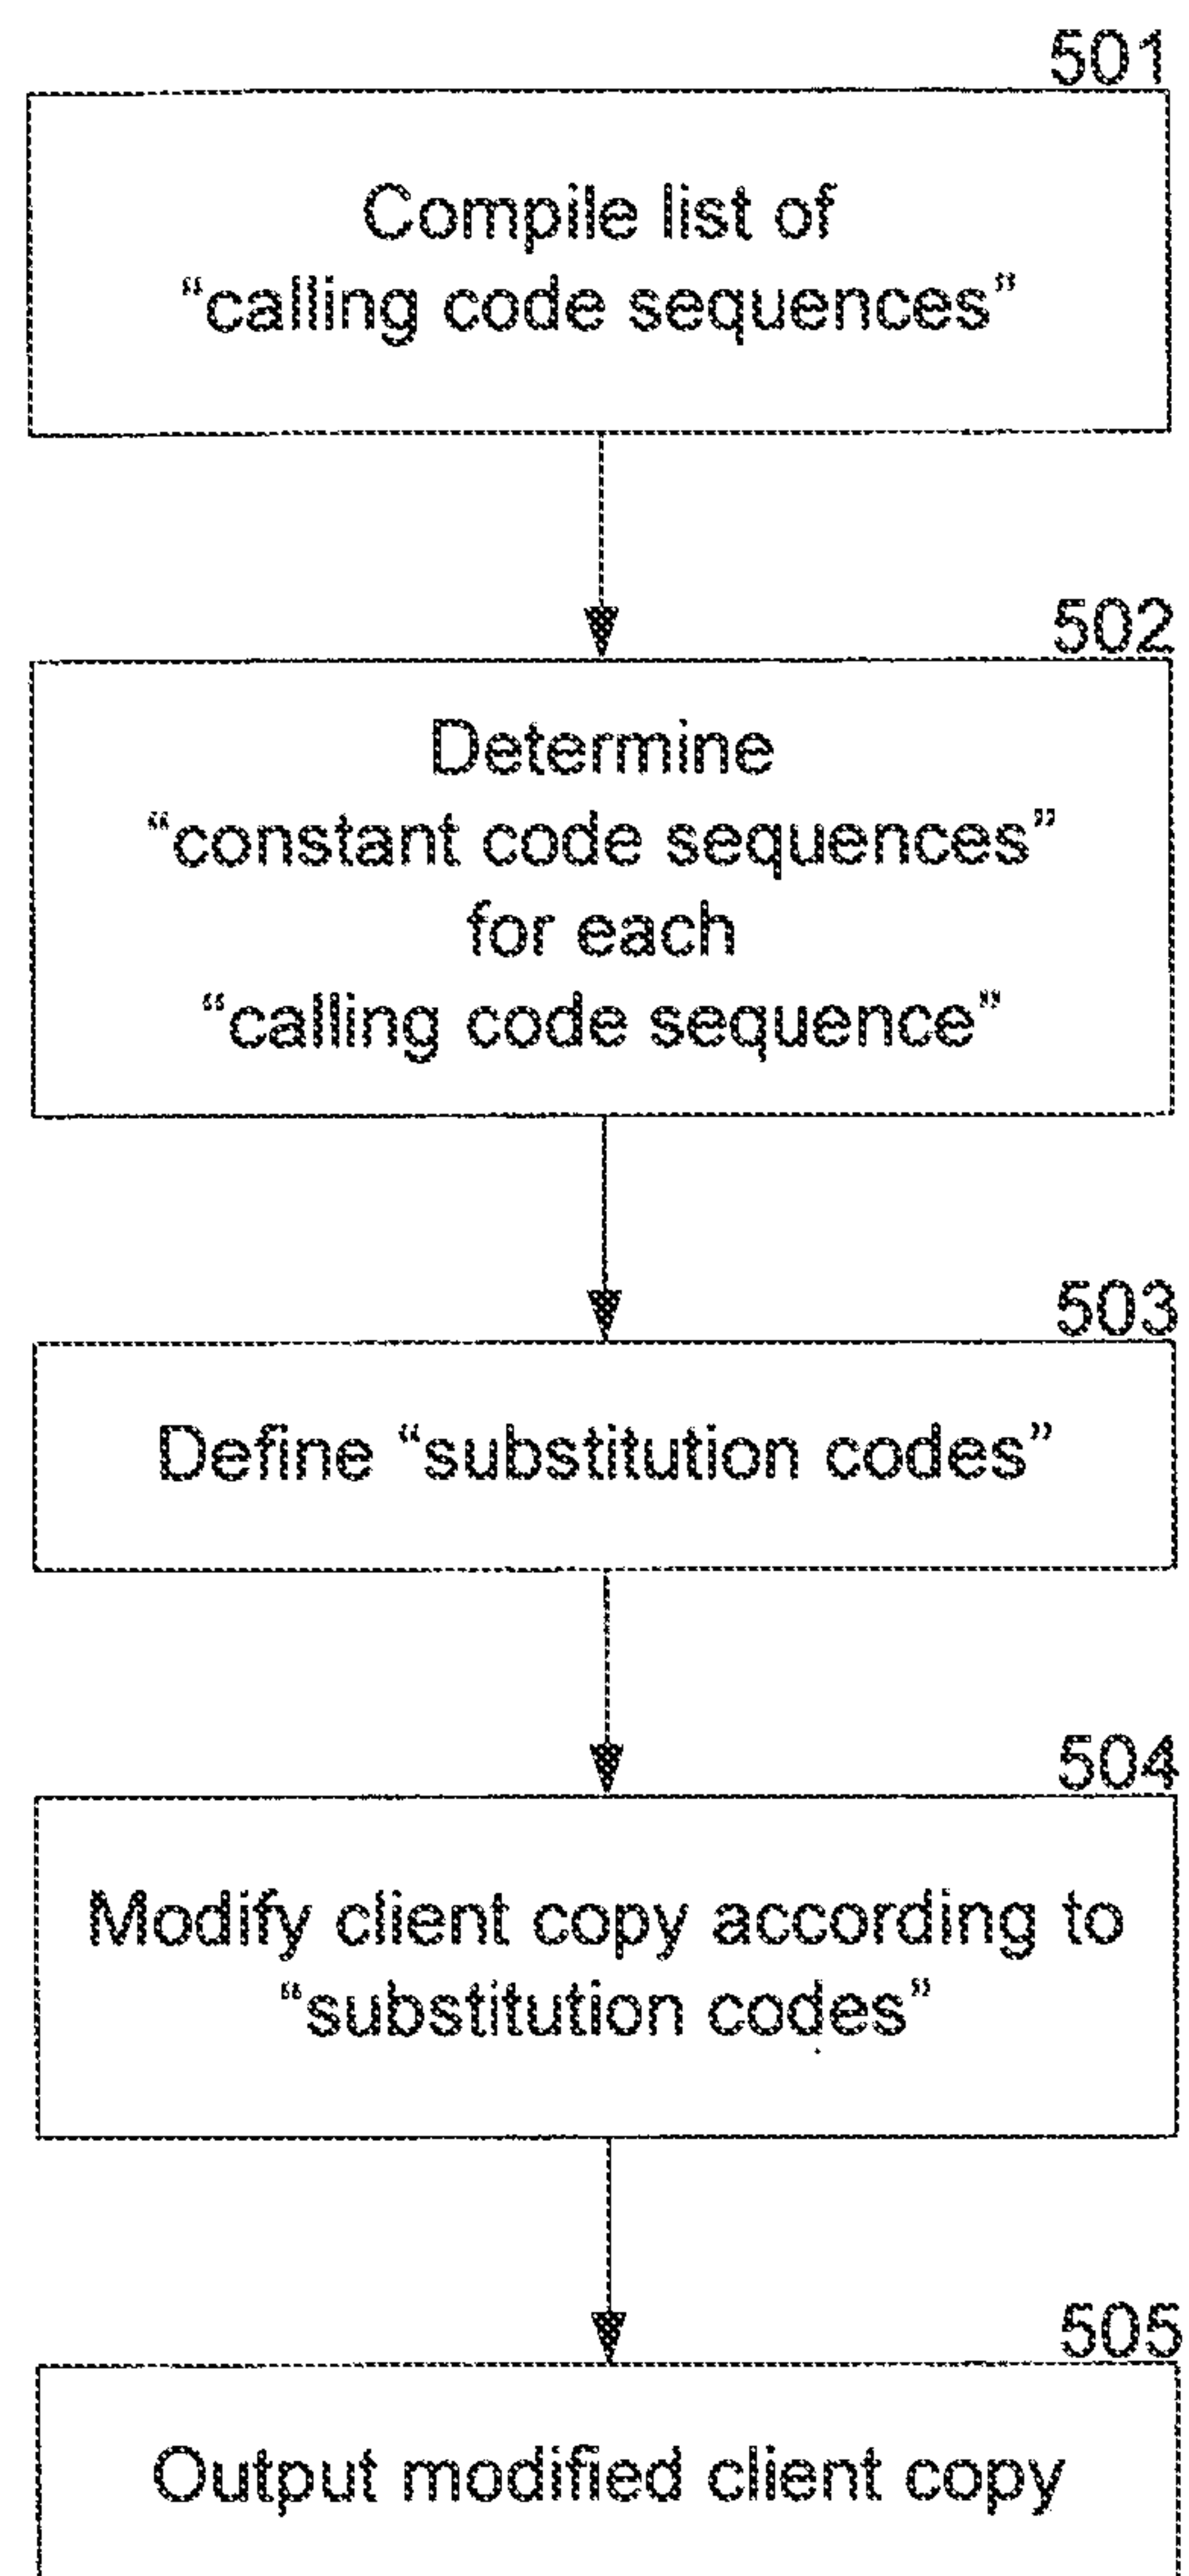 501
Compile list of
“calling code sequences”
502
Determine
“constant code sequences”
for each
“calling code sequence”
503
Define “substitution codes”
504
Modify client copy according to
“substitution codes”
505
Output modified client copy